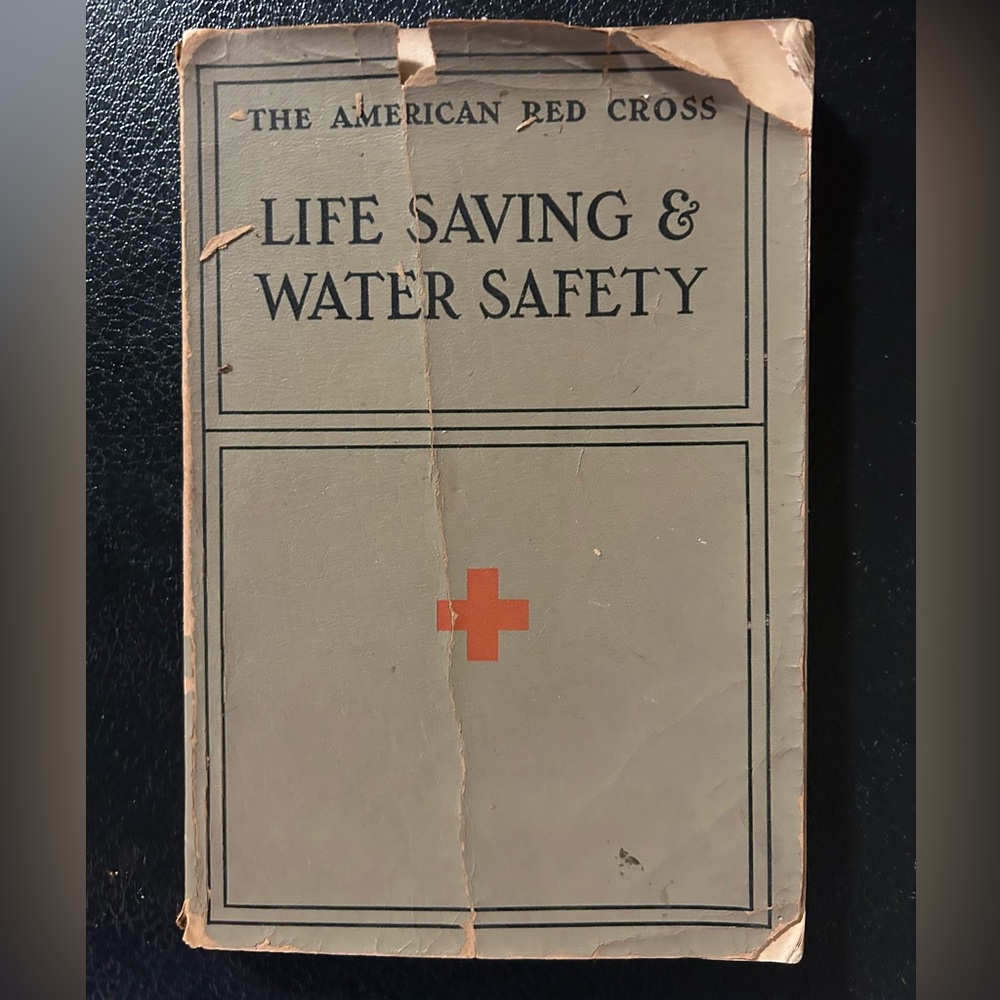 THE AMERICAN RED CROSS
LIFE SAVING &
WATER SAFETY